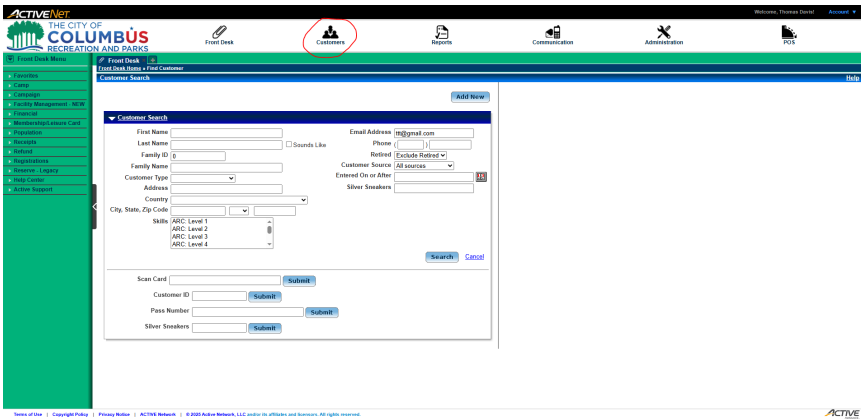 ACTIVENet
Welcome, Thomas Davis! Account
THE CITY OF
COLUMBUS
RECREATION AND PARKS
Front Desk
Customers
Reports
Communication
Administration
POS
Front Desk Menu
Favorites
Camp
Campaign
Facility Management - NEW
Financial
Membership/Leisure Card
Population
Receipts
Refund
Registrations
Reserve - Legacy
Help Center
Active Support
Front Desk
Front Desk Home > Find Customer
Customer Search Help
Add New
Customer Search
First Name
Last Name Sounds Like
Family ID 0
Family Name
Customer Type
Address
Country
City, State, Zip Code
Skills ARC: Level 1
ARC: Level 2
ARC: Level 3
ARC: Level 4
Email Address ttt@gmail.com
Phone ( )
Retired Exclude Retired
Customer Source All sources
Entered On or After
Silver Sneakers
Search Cancel
Scan Card Submit
Customer ID Submit
Pass Number Submit
Silver Sneakers Submit
Terms of Use | Copyright Policy | Privacy Notice | ACTIVE Network | © 2023 Active Network, LLC and/or its affiliates and licensors. All rights reserved.
ACTIVE